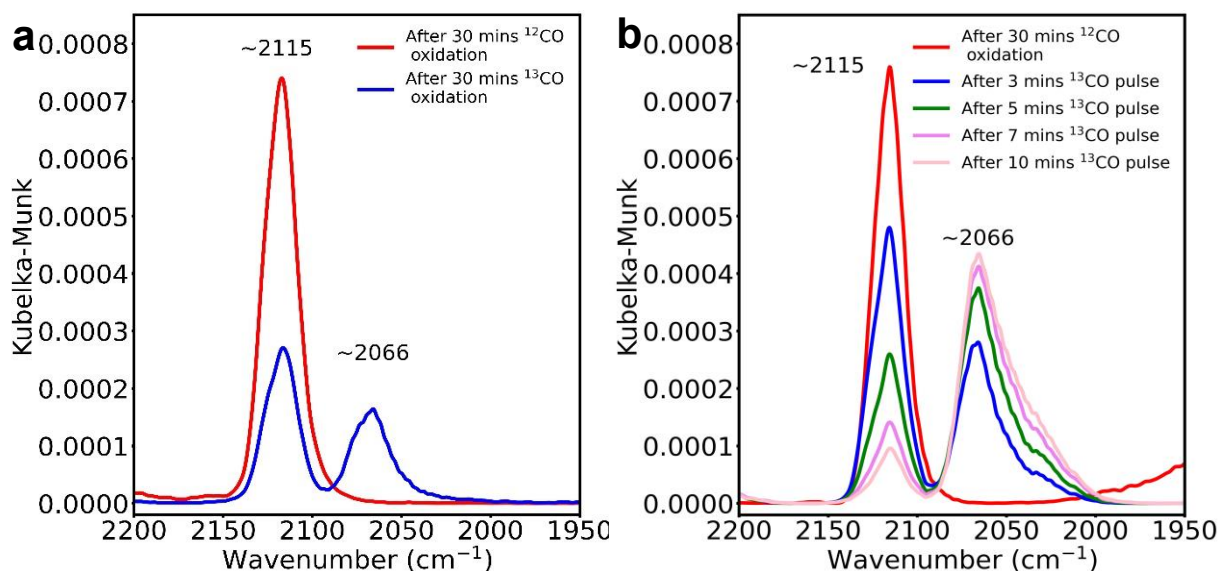 a
~2115
After 30 mins ¹²CO
oxidation
After 30 mins ¹³CO
oxidation
~2066
Kubelka-Munk
0.0008
0.0007
0.0006
0.0005
0.0004
0.0003
0.0002
0.0001
0.0000
2200
2150
2100
2050
2000
1950
Wavenumber (cm⁻¹)
b
~2115
After 30 mins ¹²CO
oxidation
After 3 mins ¹³CO pulse
After 5 mins ¹³CO pulse
After 7 mins ¹³CO pulse
After 10 mins ¹³CO pulse
~2066
Kubelka-Munk
0.0008
0.0007
0.0006
0.0005
0.0004
0.0003
0.0002
0.0001
0.0000
2200
2150
2100
2050
2000
1950
Wavenumber (cm⁻¹)